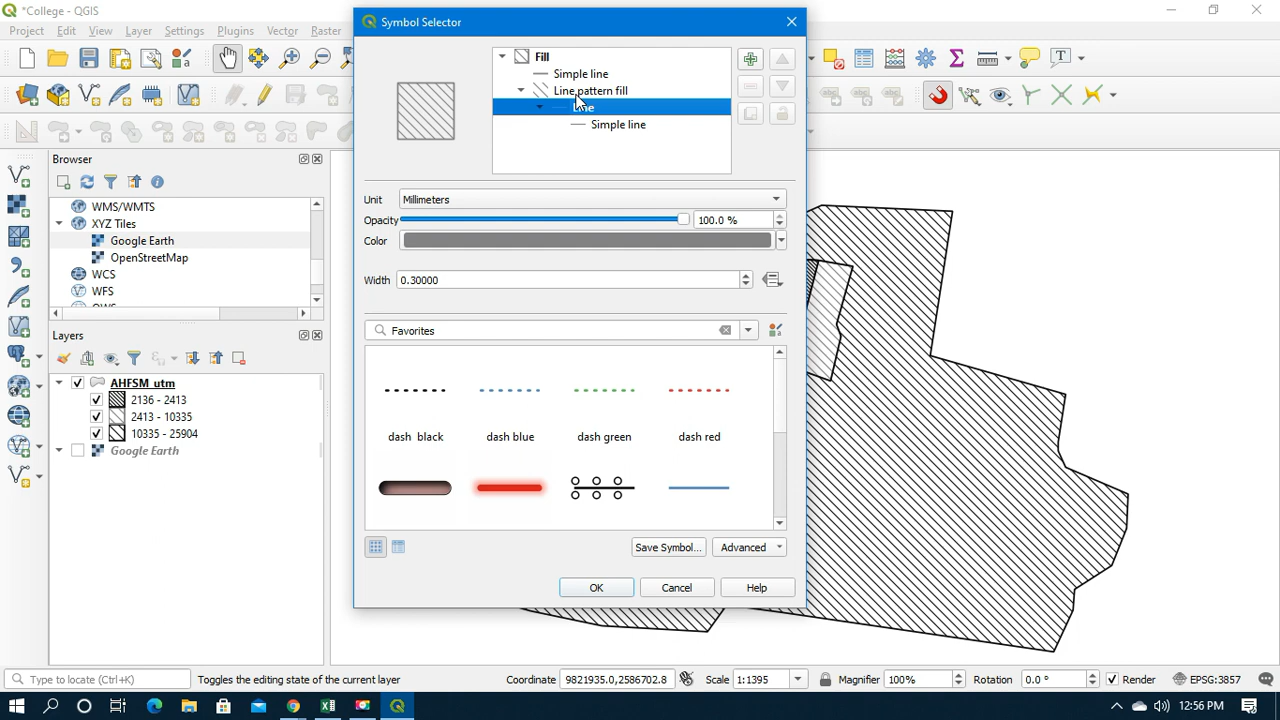 *College - QGIS
Project Edit View Layer Settings Plugins Vector Raster
Symbol Selector
Fill
Simple line
Line pattern fill
Simple line
Unit Millimeters
Opacity 100.0 %
Color
Width 0.30000
Favorites
dash  black dash blue dash green dash red
Save Symbol... Advanced
OK Cancel Help
Browser
WMS/WMTS
XYZ Tiles
Google Earth
OpenStreetMap
WCS
WFS
Layers
AHFSM_utm
2136 - 2413
2413 - 10335
10335 - 25904
Google Earth
Type to locate (Ctrl+K) Toggles the editing state of the current layer Coordinate 9821935.0,2586702.8 Scale 1:1395 Magnifier 100% Rotation 0.0 ° Render EPSG:3857
12:56 PM